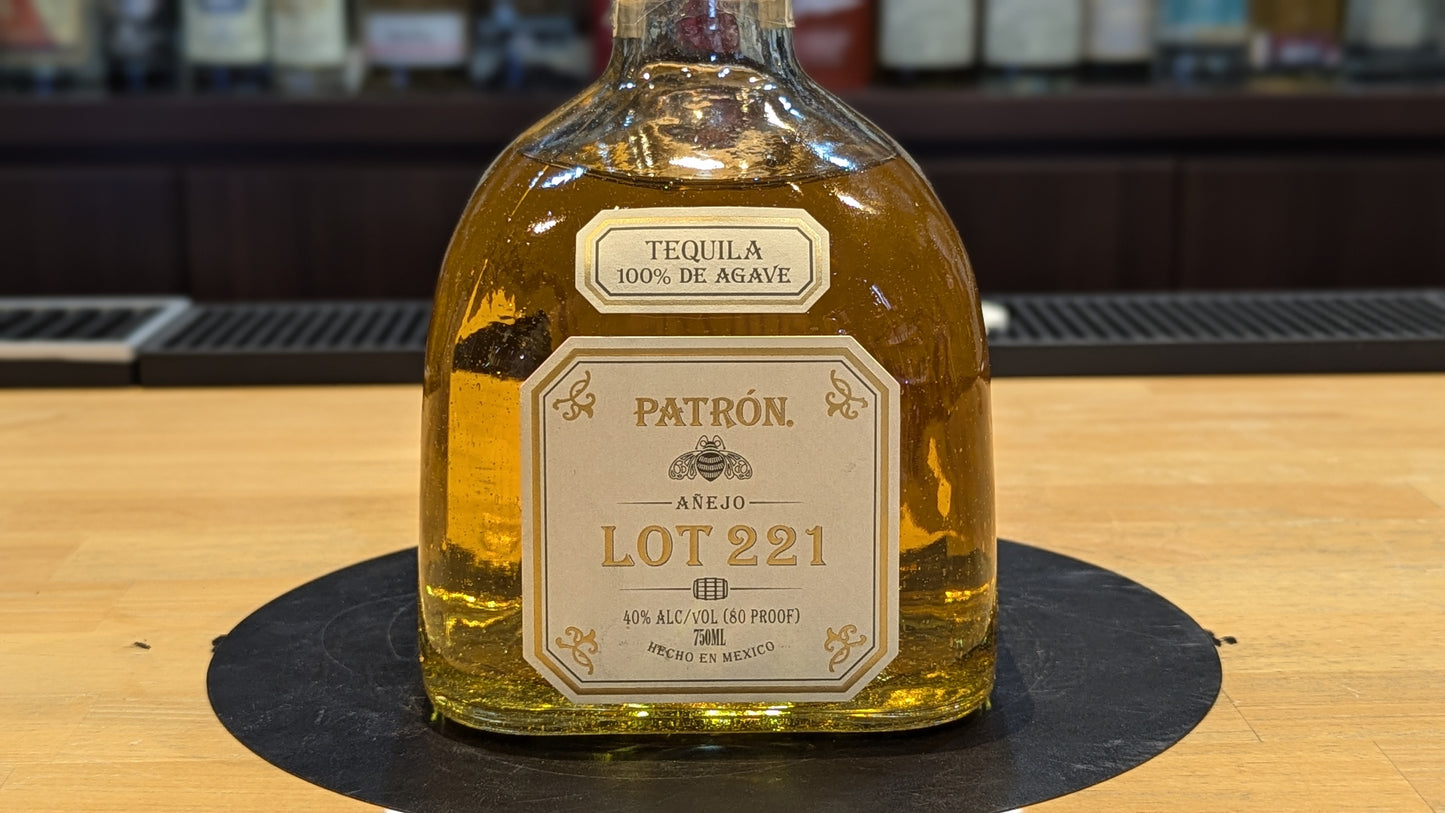 TEQUILA
100% DE AGAVE
PATRÓN.
AÑEJO
LOT 221
40% ALC/VOL (80 PROOF)
750ML
HECHO EN MEXICO